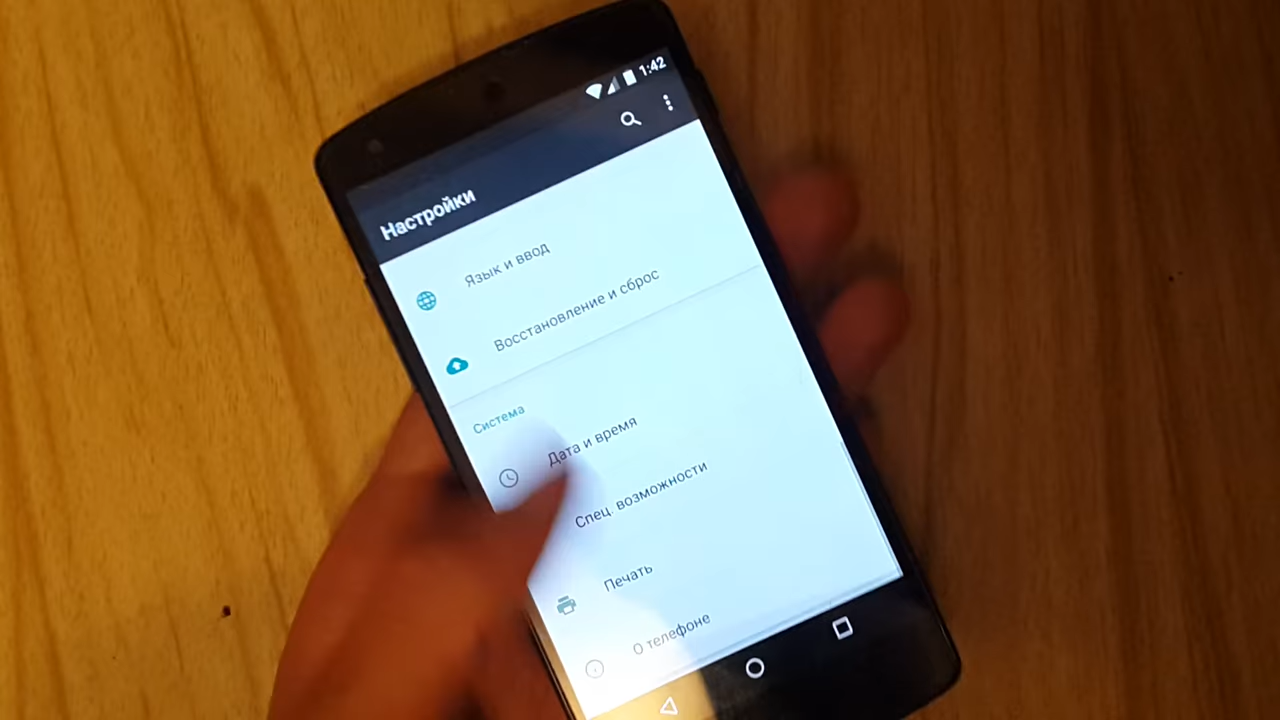 1:42
Настройки
Язык и ввод
Восстановление и сброс
Система
Дата и время
Спец. возможности
Печать
О телефоне